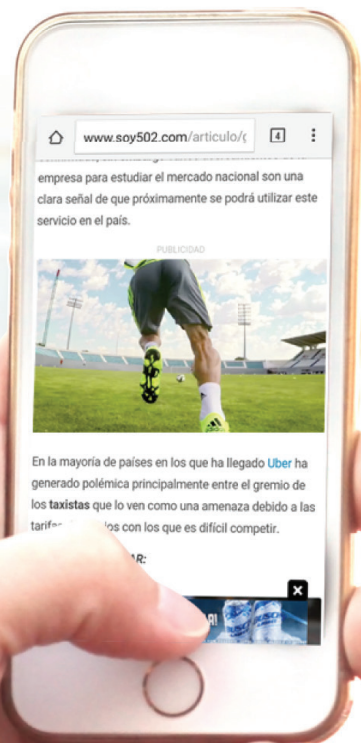 www.soy502.com/articulo/g
4
empresa para estudiar el mercado nacional son una
clara señal de que próximamente se podrá utilizar este
servicio en el país.
PUBLICIDAD
En la mayoría de países en los que ha llegado Uber ha
generado polémica principalmente entre el gremio de
los taxistas que lo ven como una amenaza debido a las
con los que es difícil competir.